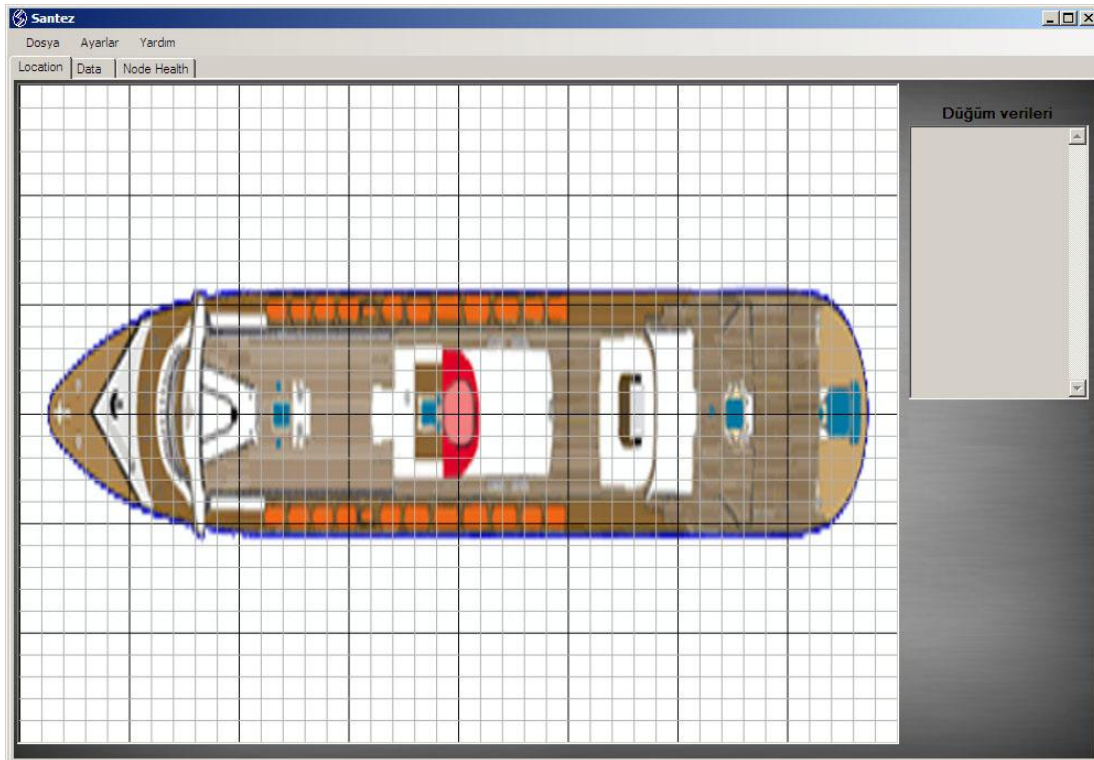 Santez
Dosya Ayarlar Yardım
Location Data Node Health
Düğüm verileri